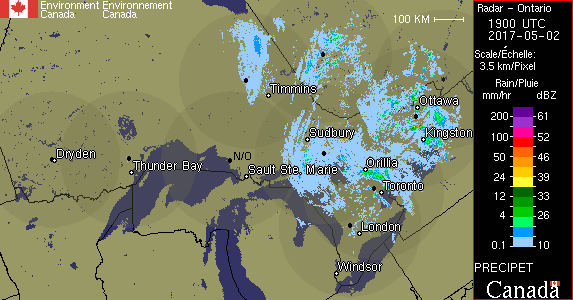 Environment Environnement
Canada Canada
100 KM
Timmins
Ottawa
Sudbury
Kingston
Dryden
Thunder Bay
N/O
Sault Ste. Marie
Orillia
Toronto
London
Windsor
Radar - Ontario
1900 UTC
2017-05-02
Scale/Échelle:
3.5 km/Pixel
Rain/Pluie
mm/hr dBZ
200 61
100 52
50 46
24 39
12 33
4 26
0.1 10
PRECIPET
Canada